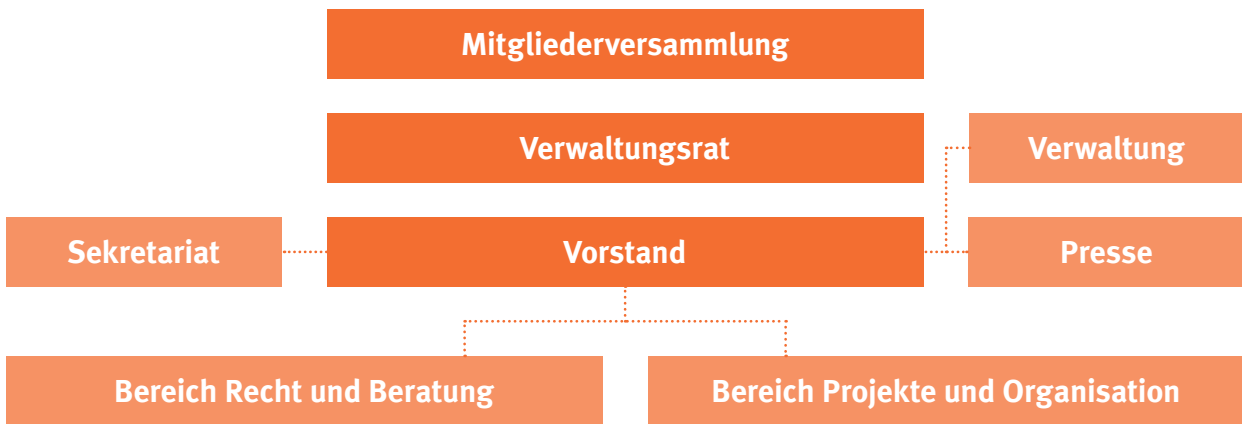 Mitgliederversammlung
Verwaltungsrat
Verwaltung
Sekretariat
Vorstand
Presse
Bereich Recht und Beratung
Bereich Projekte und Organisation